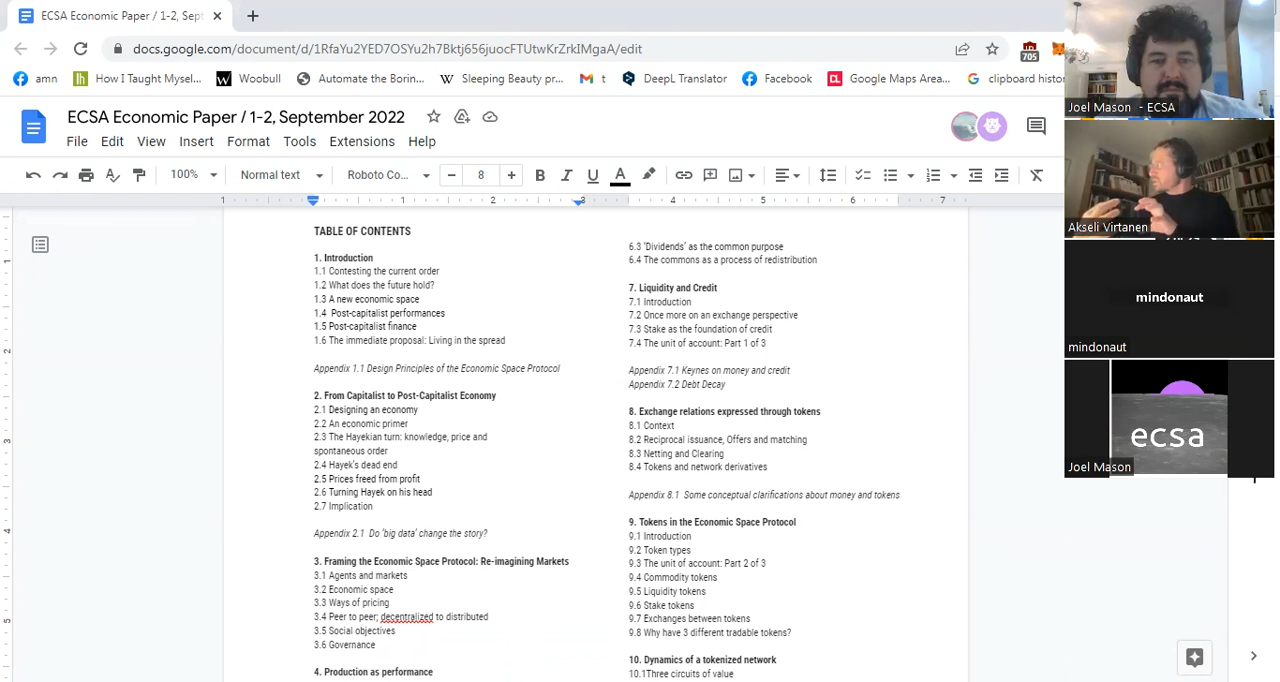 ECSA Economic Paper / 1-2, Sept
docs.google.com/document/d/1RfaYu2YED7OSYu2h7Bktj656juocFTUtwKrZrkIMgaA/edit
705
amn
How I Taught Mysel...
Woobull
Automate the Borin...
Sleeping Beauty pr...
t
DeepL Translator
Facebook
Google Maps Area...
clipboard histor
ECSA Economic Paper / 1-2, September 2022
File Edit View Insert Format Tools Extensions Help
100% Normal text Roboto Co... 8
1 1 2 3 4 5 6 7
TABLE OF CONTENTS
1. Introduction
1.1 Contesting the current order
1.2 What does the future hold?
1.3 A new economic space
1.4 Post-capitalist performances
1.5 Post-capitalist finance
1.6 The immediate proposal: Living in the spread
Appendix 1.1 Design Principles of the Economic Space Protocol
2. From Capitalist to Post-Capitalist Economy
2.1 Designing an economy
2.2 An economic primer
2.3 The Hayekian turn: knowledge, price and
spontaneous order
2.4 Hayek's dead end
2.5 Prices freed from profit
2.6 Turning Hayek on his head
2.7 Implication
Appendix 2.1 Do 'big data' change the story?
3. Framing the Economic Space Protocol: Re-imagining Markets
3.1 Agents and markets
3.2 Economic space
3.3 Ways of pricing
3.4 Peer to peer; decentralized to distributed
3.5 Social objectives
3.6 Governance
4. Production as performance
6.3 'Dividends' as the common purpose
6.4 The commons as a process of redistribution
7. Liquidity and Credit
7.1 Introduction
7.2 Once more on an exchange perspective
7.3 Stake as the foundation of credit
7.4 The unit of account: Part 1 of 3
Appendix 7.1 Keynes on money and credit
Appendix 7.2 Debt Decay
8. Exchange relations expressed through tokens
8.1 Context
8.2 Reciprocal issuance, Offers and matching
8.3 Netting and Clearing
8.4 Tokens and network derivatives
Appendix 8.1 Some conceptual clarifications about money and tokens
9. Tokens in the Economic Space Protocol
9.1 Introduction
9.2 Token types
9.3 The unit of account: Part 2 of 3
9.4 Commodity tokens
9.5 Liquidity tokens
9.6 Stake tokens
9.7 Exchanges between tokens
9.8 Why have 3 different tradable tokens?
10. Dynamics of a tokenized network
10.1Three circuits of value
1
2
3
4
5
Joel Mason - ECSA
Akseli Virtanen
mindonaut
mindonaut
ecsa
Joel Mason